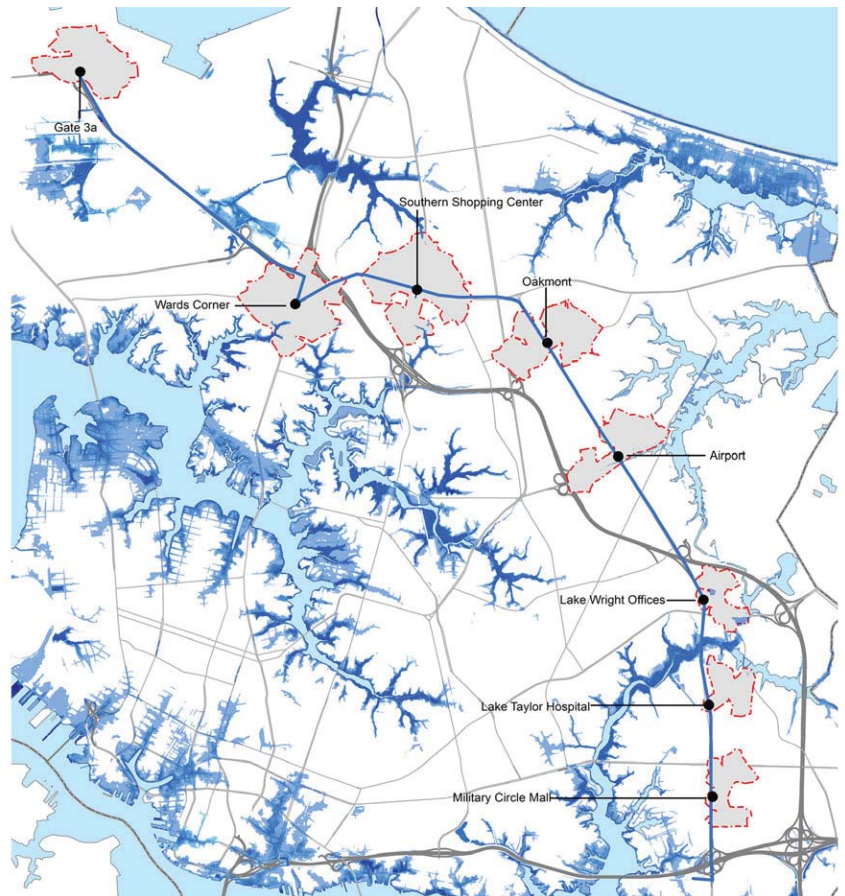 Gate 3a
Southern Shopping Center
Oakmont
Wards Corner
Airport
Lake Wright Offices
Lake Taylor Hospital
Military Circle Mall